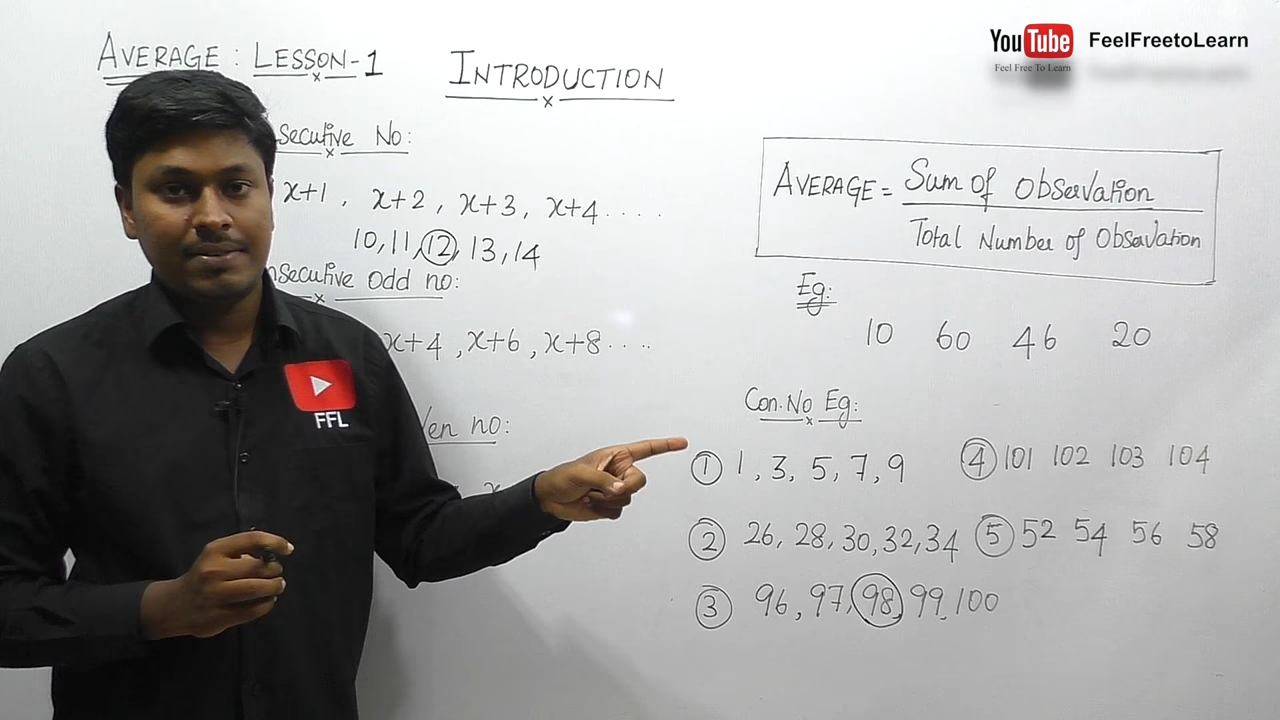 AVERAGE : LESSON-1
INTRODUCTION
YouTube
Feel Free To Learn
FeelFreetoLearn
secutive No:
x+1 , x+2 , x+3 , x+4 . . . . .
10, 11, 12, 13, 14
nsecutive odd no:
x+4 , x+6 , x+8 . . . .
ven no:
FFL
AVERAGE = Sum of Observation
Total Number of Observation
Eg:
10 60 46 20
Con.No Eg:
① 1 , 3, 5, 7, 9
② 26, 28, 30, 32, 34
③ 96, 97, 98, 99, 100
④ 101 102 103 104
⑤ 52 54 56 58